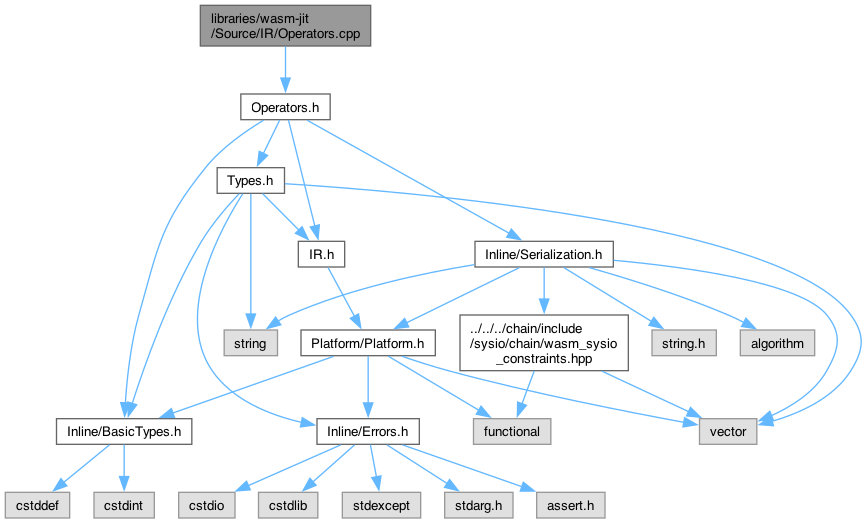 libraries/wasm-jit
/Source/IR/Operators.cpp
Operators.h
Types.h
IR.h
Inline/Serialization.h
string
Platform/Platform.h
../../../chain/include
/sysio/chain/wasm_sysio
_constraints.hpp
string.h
algorithm
Inline/BasicTypes.h
Inline/Errors.h
functional
vector
cstddef
cstdint
cstdio
cstdlib
stdexcept
stdarg.h
assert.h